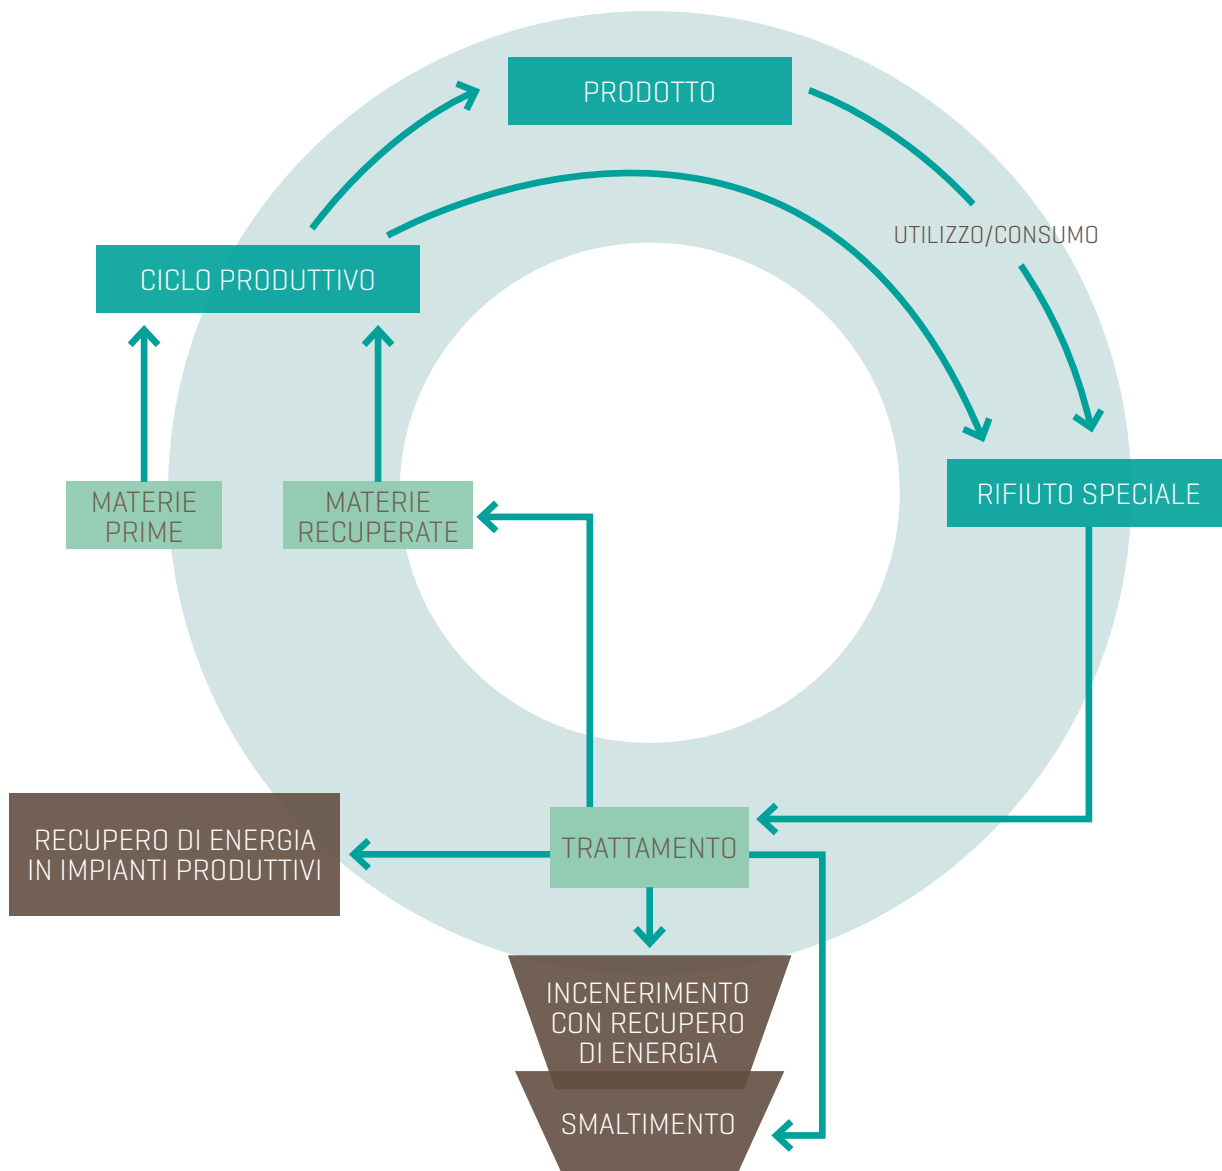 PRODOTTO
UTILIZZO/CONSUMO
CICLO PRODUTTIVO
MATERIE
PRIME
MATERIE
RECUPERATE
RIFIUTO SPECIALE
RECUPERO DI ENERGIA
IN IMPIANTI PRODUTTIVI
TRATTAMENTO
INCENERIMENTO
CON RECUPERO
DI ENERGIA
SMALTIMENTO